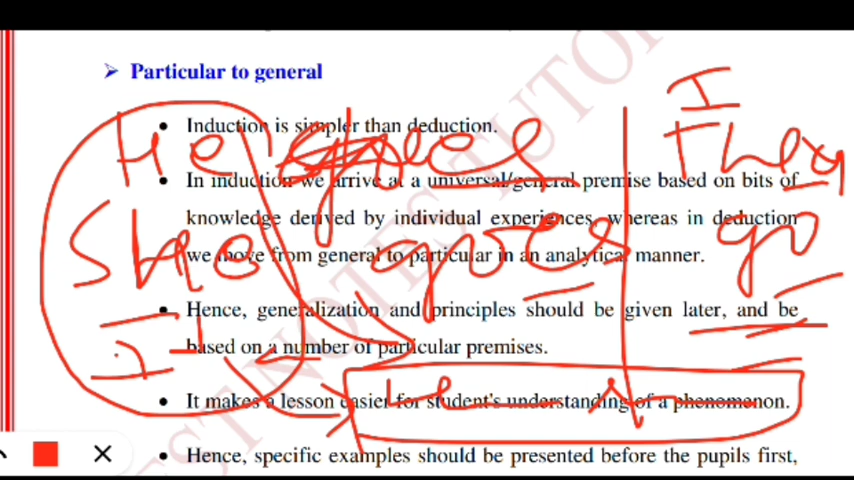 Particular to general
Induction is simpler than deduction.
In induction we arrive at a universal/general premise based on bits of
knowledge derived by individual experiences, whereas in deduction
we move from general to particular in an analytical manner.
Hence, generalization and principles should be given later, and be
based on a number of particular premises.
It makes a lesson easier for student's understanding of a phenomenon.
Hence, specific examples should be presented before the pupils first,
He goes
She goes
It
I
They
go